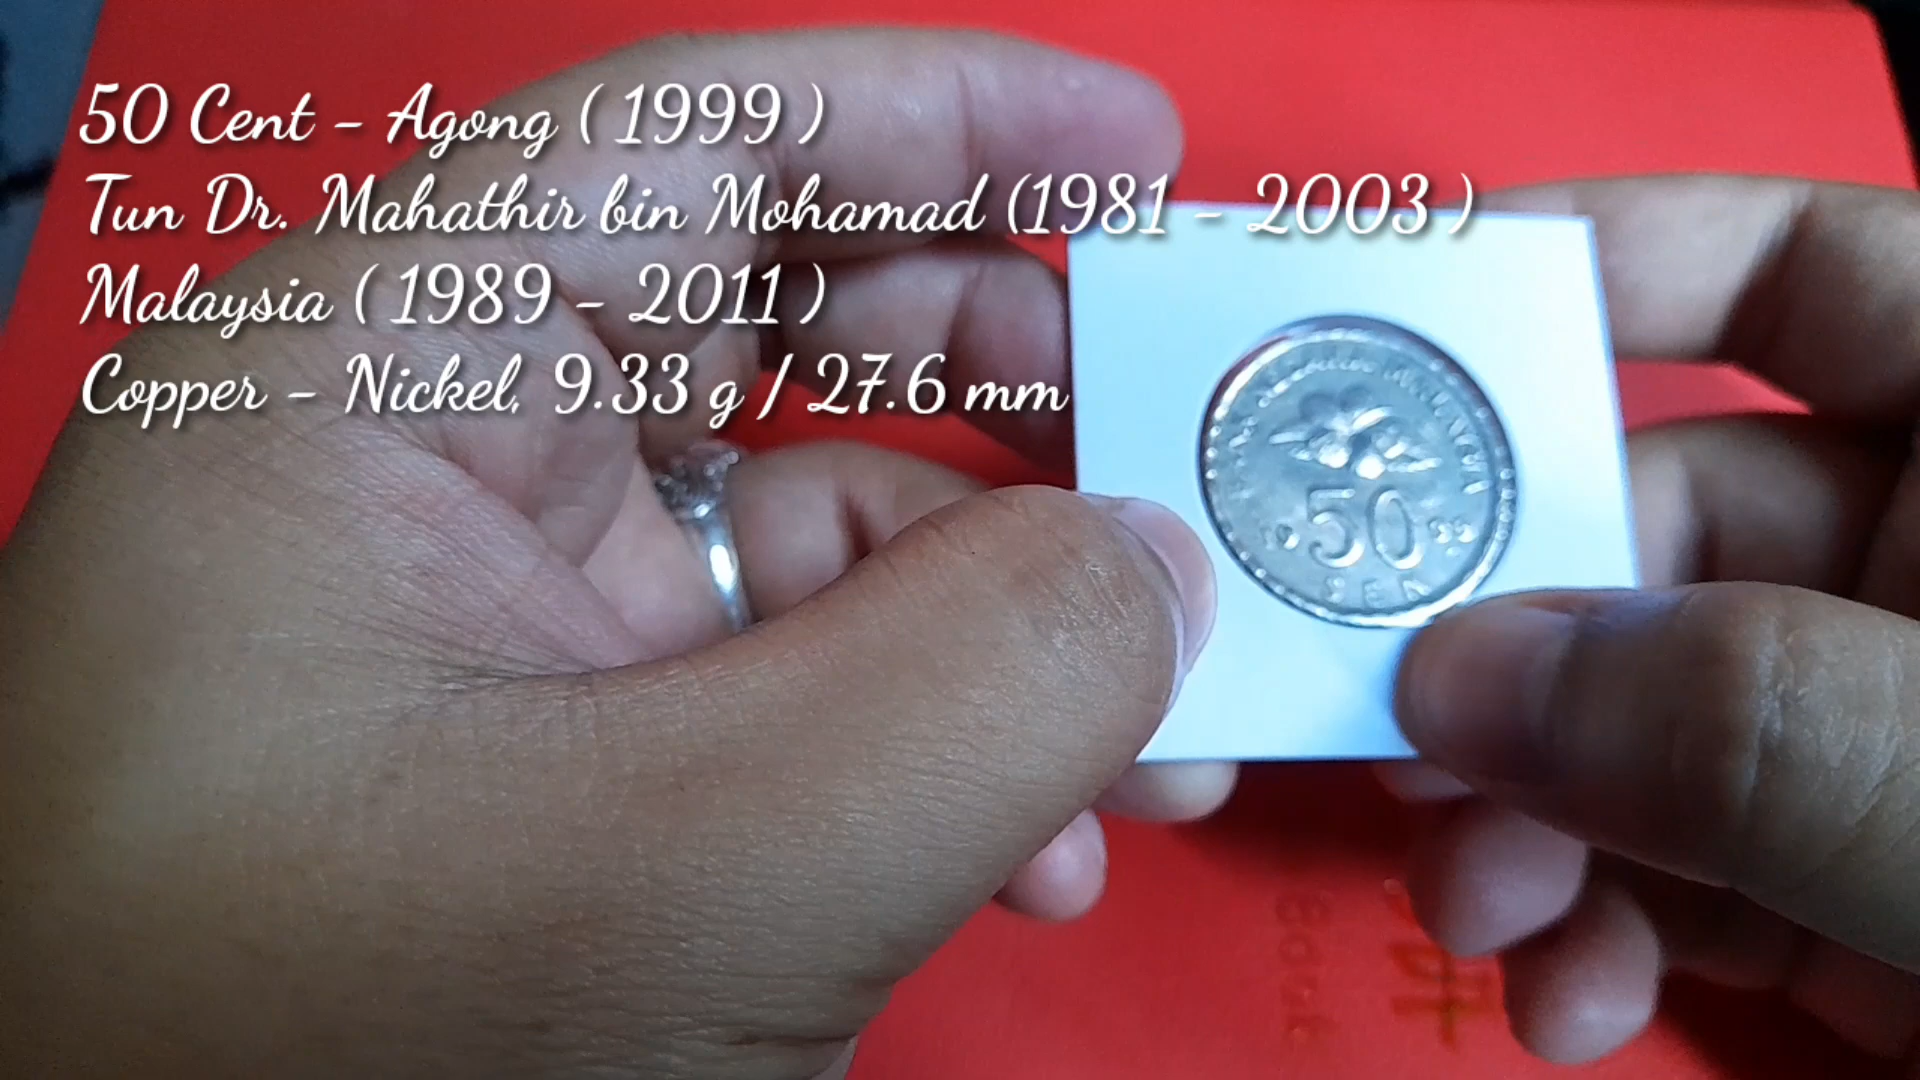 50 Cent - Agong ( 1999 )
Tun Dr. Mahathir bin Mohamad (1981 - 2003 )
Malaysia ( 1989 - 2011 )
Copper - Nickel, 9.33 g / 27.6 mm
50
SEN